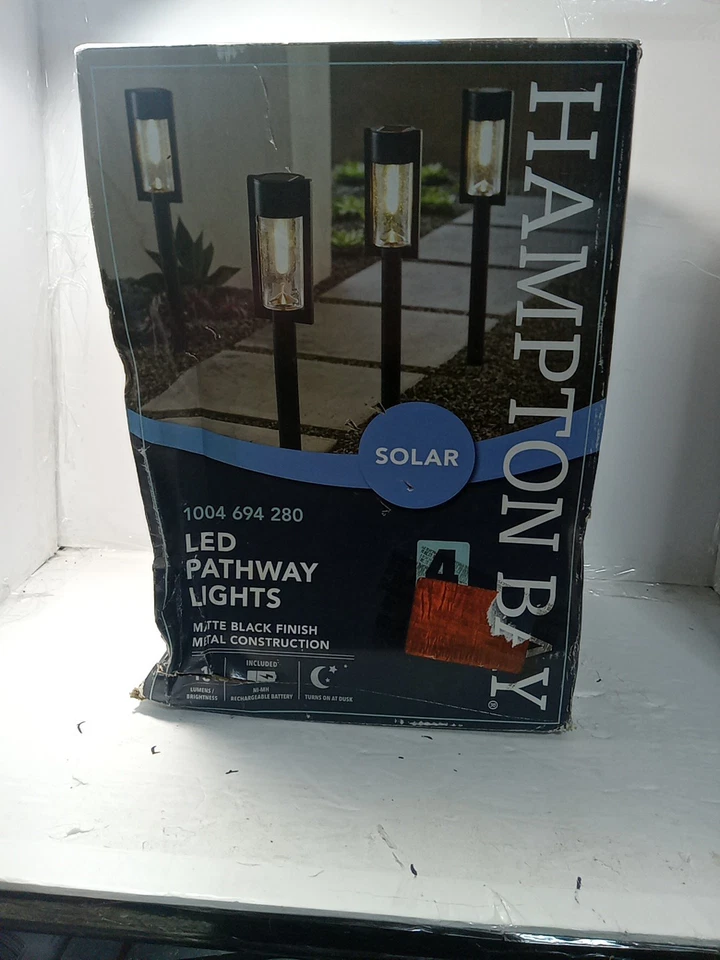 HAMPTON BAY®
SOLAR
1004 694 280
LED
PATHWAY
LIGHTS
MATTE BLACK FINISH
METAL CONSTRUCTION
4
LUMENS /
BRIGHTNESS
INCLUDED
NI-MH
RECHARGEABLE BATTERY
TURNS ON AT DUSK